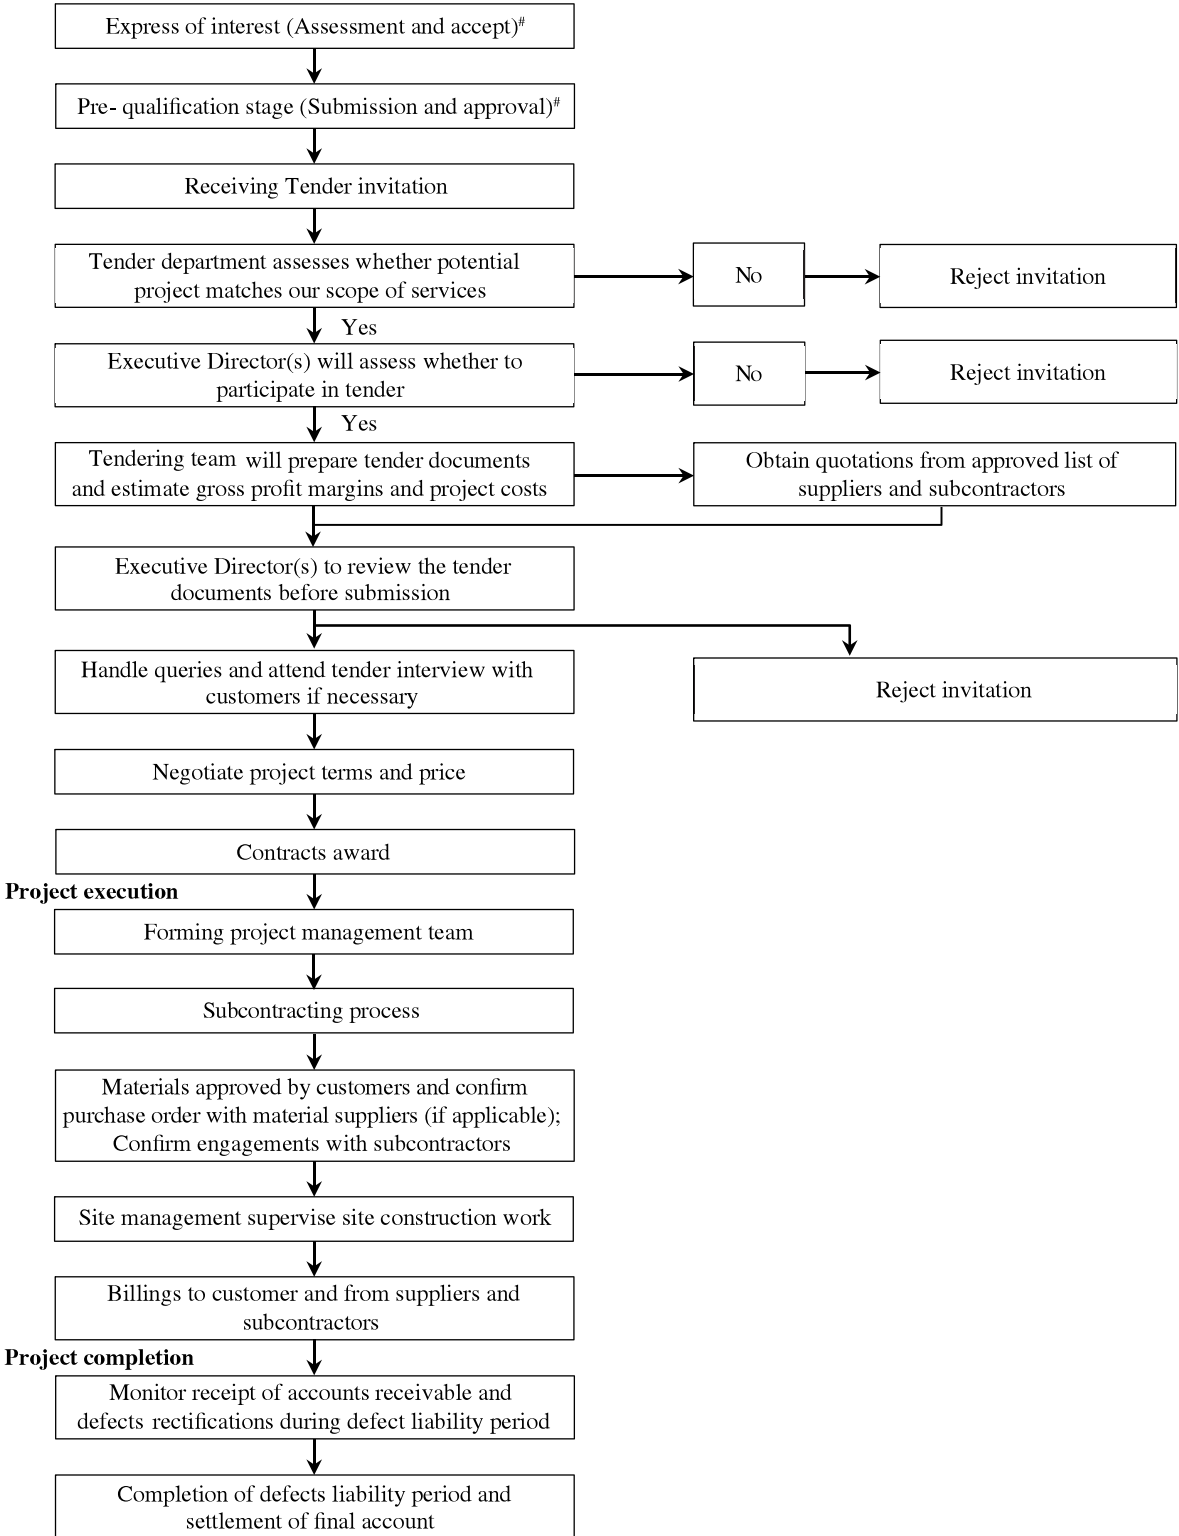 Express of interest (Assessment and accept)#
Pre- qualification stage (Submission and approval)#
Receiving Tender invitation
Tender department assesses whether potential
project matches our scope of services
No
Reject invitation
Yes
Executive Director(s) will assess whether to
participate in tender
No
Reject invitation
Yes
Tendering team will prepare tender documents
and estimate gross profit margins and project costs
Obtain quotations from approved list of
suppliers and subcontractors
Executive Director(s) to review the tender
documents before submission
Handle queries and attend tender interview with
customers if necessary
Reject invitation
Negotiate project terms and price
Contracts award
Project execution
Forming project management team
Subcontracting process
Materials approved by customers and confirm
purchase order with material suppliers (if applicable);
Confirm engagements with subcontractors
Site management supervise site construction work
Billings to customer and from suppliers and
subcontractors
Project completion
Monitor receipt of accounts receivable and
defects rectifications during defect liability period
Completion of defects liability period and
settlement of final account